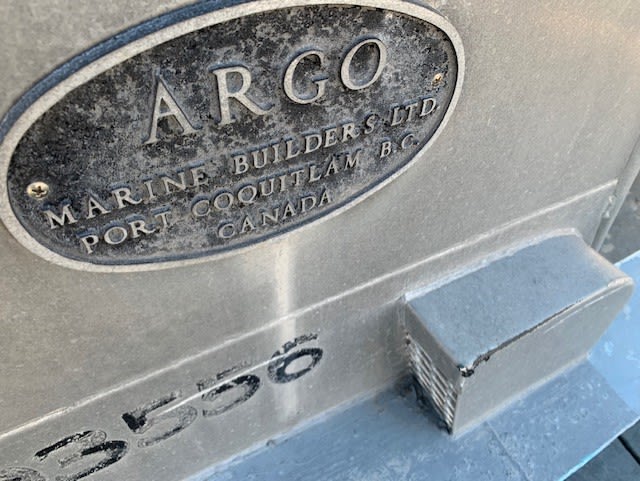 ARGO
MARINE BUILDERS LTD.
PORT COQUITLAM B.C.
CANADA